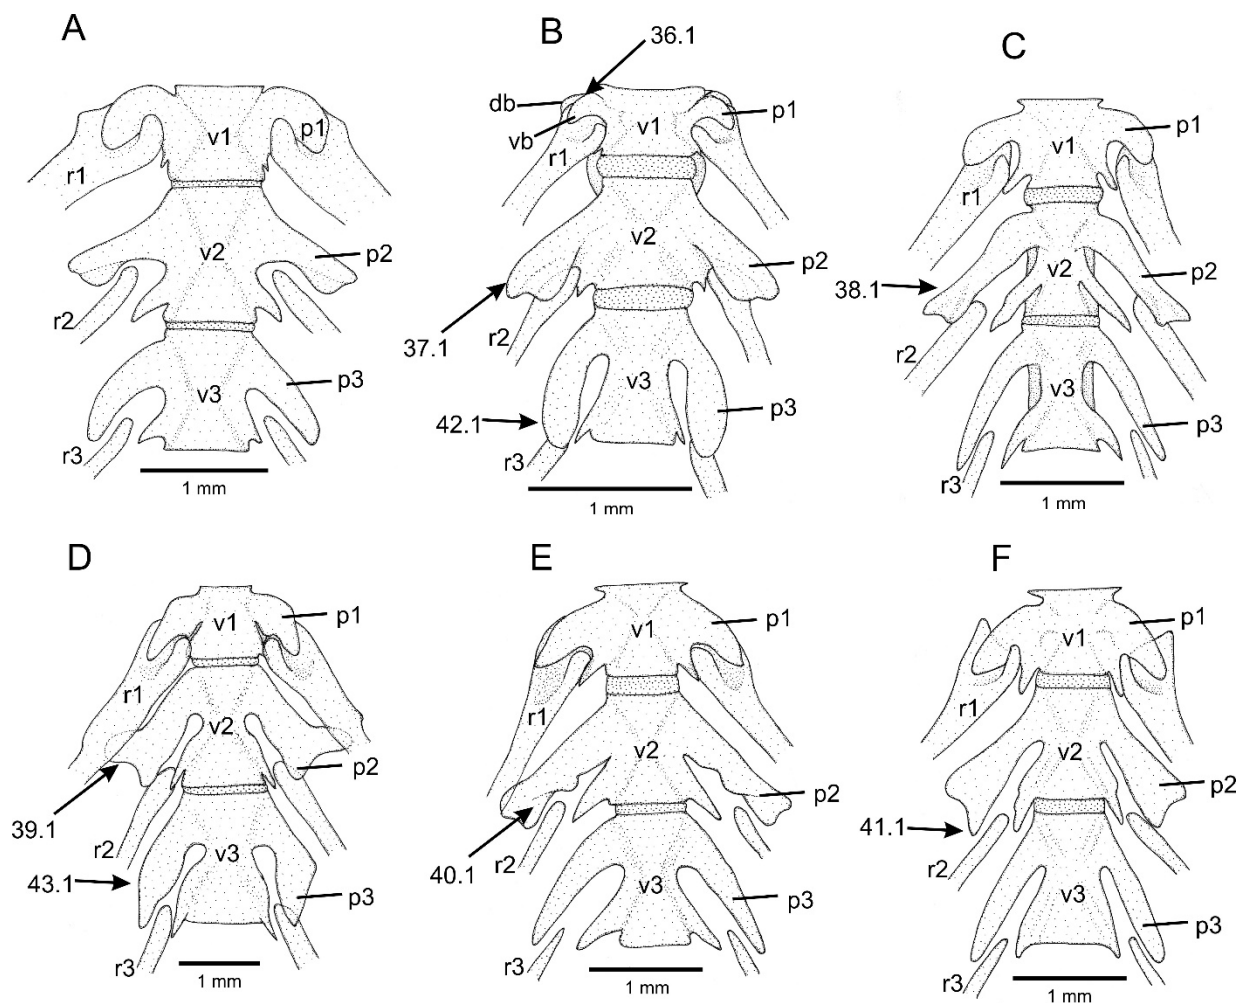 A
v1
p1
r1
v2
p2
r2
v3
p3
r3
1 mm
B
36.1
db
vb
v1
p1
r1
v2
p2
37.1
r2
42.1
v3
p3
r3
1 mm
C
v1
p1
r1
v2
p2
38.1
r2
v3
p3
r3
1 mm
D
v1
p1
r1
v2
p2
39.1
r2
v3
43.1
p3
r3
1 mm
E
v1
p1
r1
v2
p2
40.1
r2
v3
p3
r3
1 mm
F
v1
p1
r1
v2
p2
41.1
r2
v3
p3
r3
1 mm